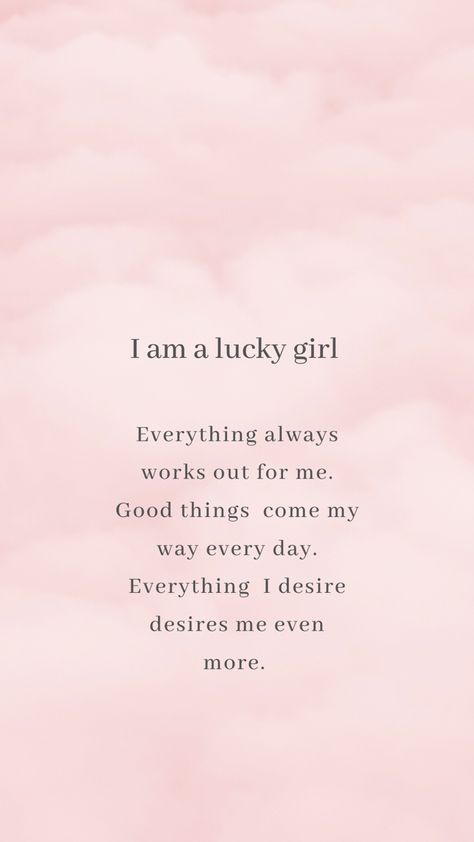 I am a lucky girl
Everything always
works out for me.
Good things come my
way every day.
Everything I desire
desires me even
more.